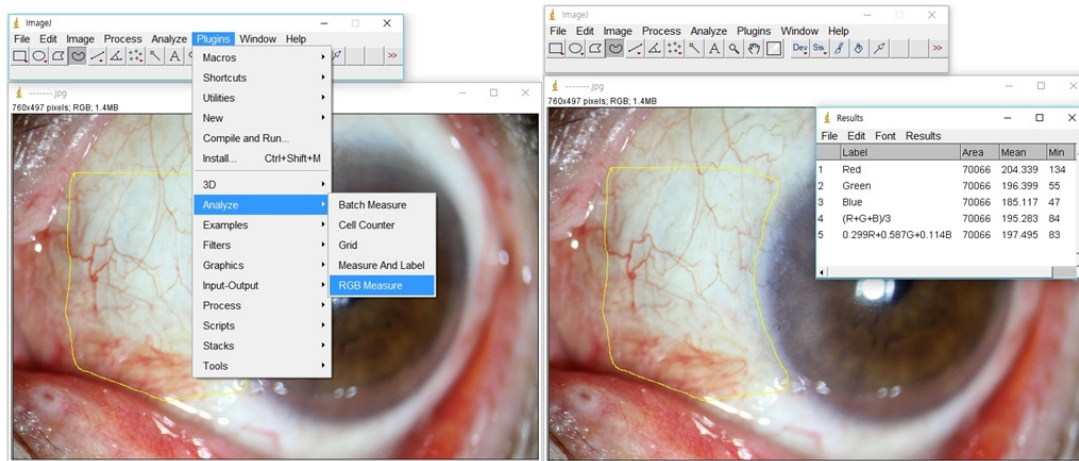 ImageJ
File Edit Image Process Analyze Plugins Window Help
A >>
-------.jpg
760x497 pixels; RGB; 1.4MB
Macros
Shortcuts
Utilities
New
Compile and Run...
Install... Ctrl+Shift+M
3D
Analyze
Examples
Filters
Graphics
Input-Output
Process
Scripts
Stacks
Tools
Batch Measure
Cell Counter
Grid
Measure And Label
RGB Measure
ImageJ
File Edit Image Process Analyze Plugins Window Help
A Dev Stk >>
-------.jpg
760x497 pixels; RGB; 1.4MB
Results
File Edit Font Results
Label Area Mean Min
1 Red 70066 204.339 134
2 Green 70066 196.399 55
3 Blue 70066 185.117 47
4 (R+G+B)/3 70066 195.283 84
5 0.299R+0.587G+0.114B 70066 197.495 83